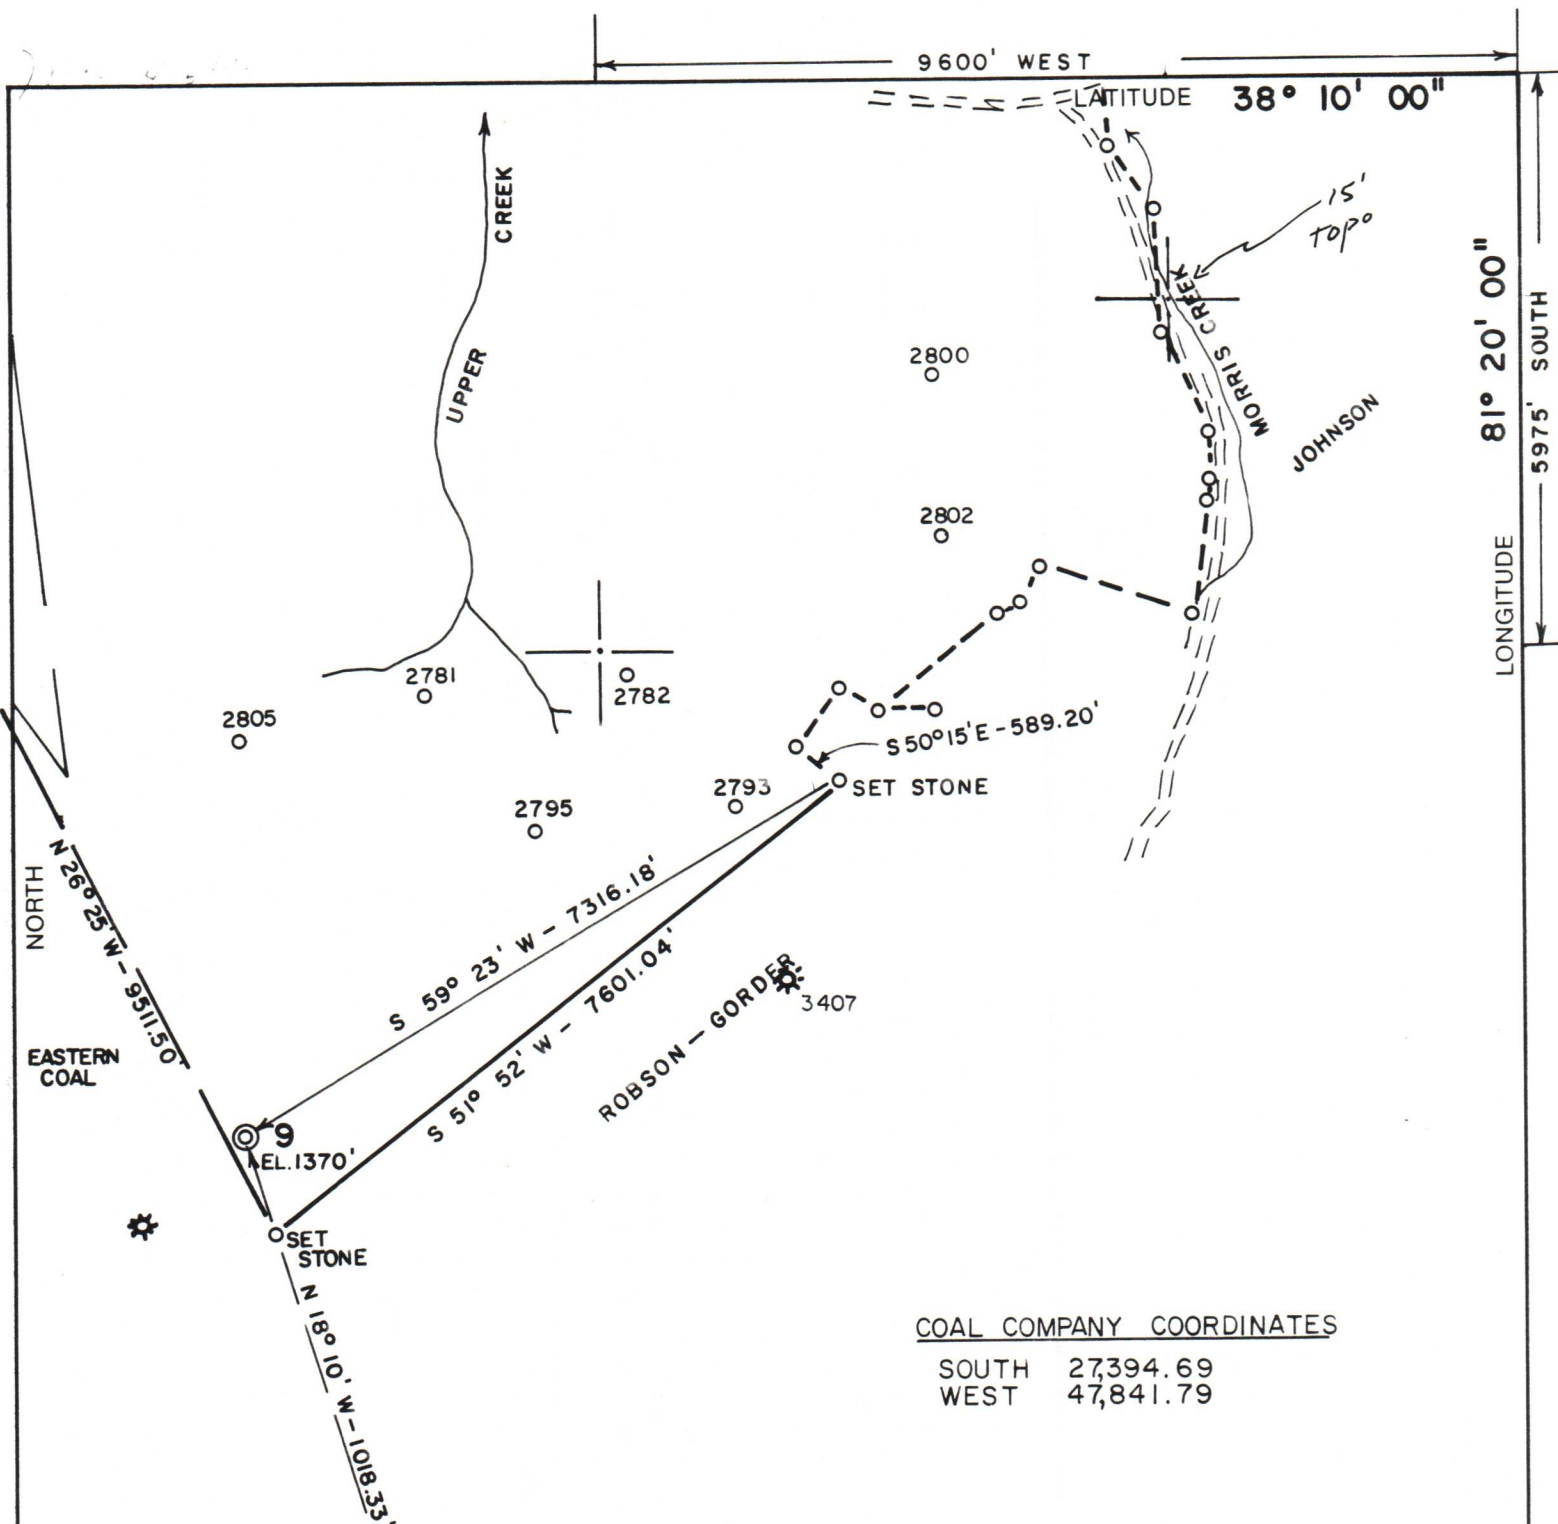 9600' WEST
LATITUDE 38° 10' 00"
15'
topo
CREEK
UPPER
MORRIS CREEK
JOHNSON
LONGITUDE 81° 20' 00"
5975' SOUTH
2800
2802
2781
2782
2805
2793
2795
S 50° 15' E - 589.20'
SET STONE
NORTH
N 26° 25' W - 9511.50'
S 59° 23' W - 7316.18'
S 51° 52' W - 7601.04'
ROBSON - GORDER
3407
EASTERN
COAL
9
EL. 1370'
SET
STONE
N 18° 10' W - 1018.33'
COAL COMPANY COORDINATES
SOUTH 27,394.69
WEST 47,841.79